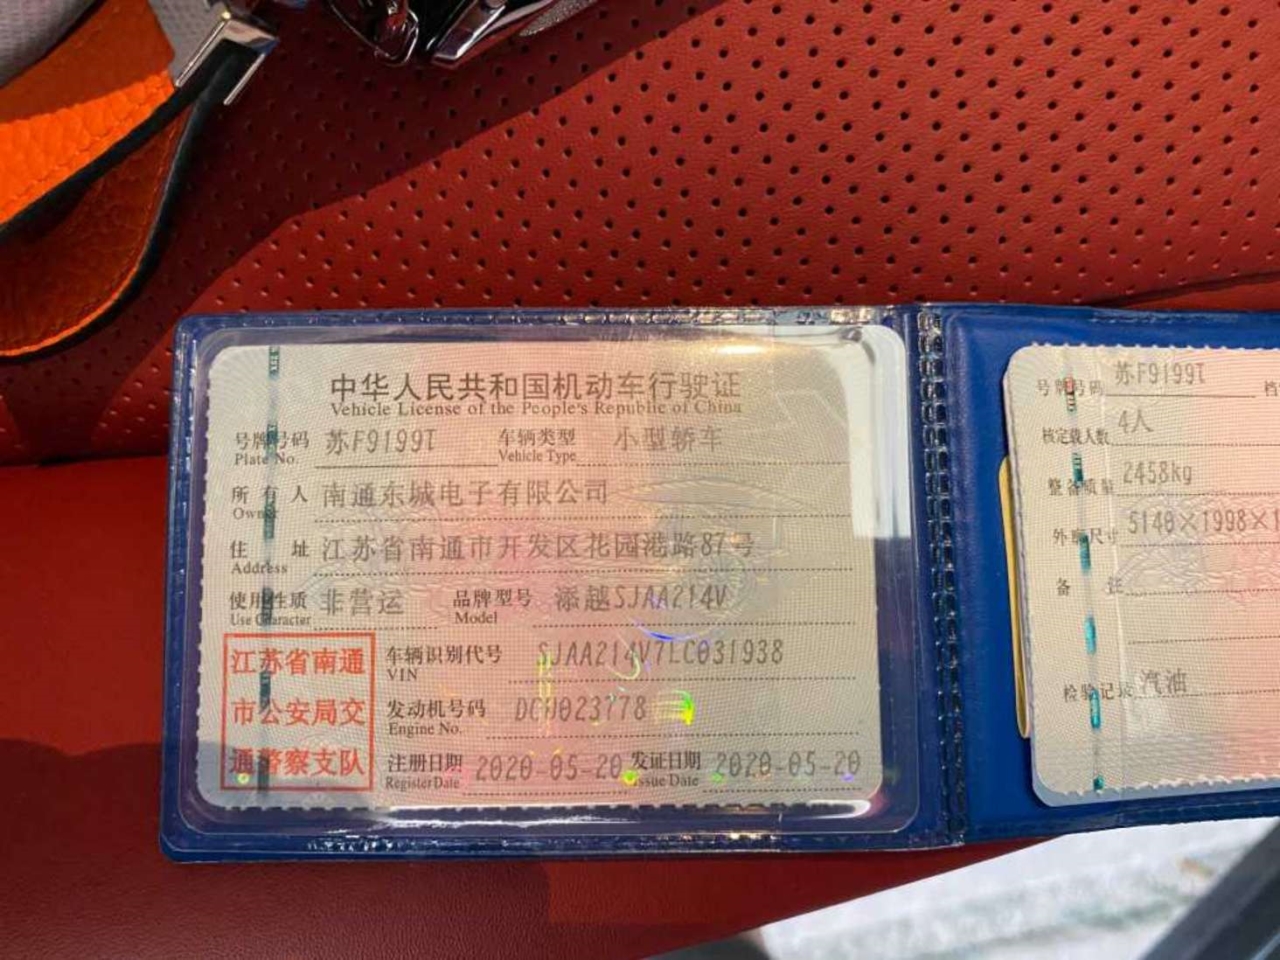 中华人民共和国机动车行驶证
Vehicle License of the People's Republic of China
号牌号码 苏F9199T 车辆类型 小型轿车
Plate No. Vehicle Type
所有人 南通东城电子有限公司
Owner
住址 江苏省南通市开发区花园港路87号
Address
使用性质 非营运 品牌型号 添越SJAA214V
Use Character Model
江苏省南通
市公安局交
通警察支队
车辆识别代号 SJAA214V7LC031938
VIN
发动机号码
Engine No.
注册日期 2020-05-20 发证日期 2020-05-20
Register Date Issue Date
号牌号码 苏F9199T
核定载人数 4人
整备质量 2458kg
外廓尺寸 5140×1998×1
备注
检验记录 汽油